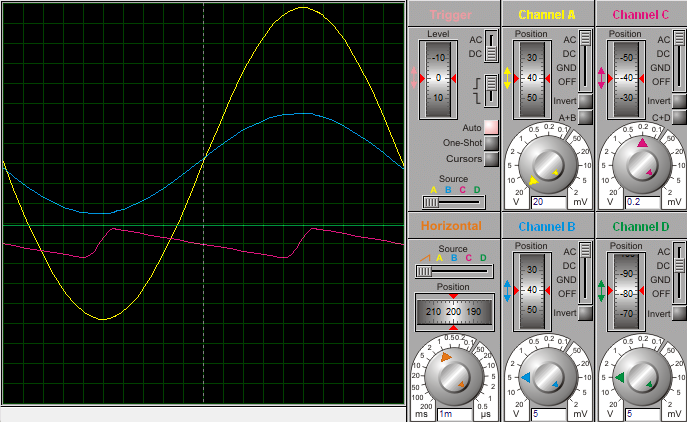 Trigger
Level
-10
0
10
AC
DC
Auto
One-Shot
Cursors
Source
A B C D
Channel A
Position
30
40
50
AC
DC
GND
OFF
Invert
A+B
1 0.5 0.2 0.1
2 50
5 20
10 10
20 5
2
V 20 mV
Channel C
Position
-50
-40
-30
AC
DC
GND
OFF
Invert
C+D
1 0.5 0.2 0.1
2 50
5 20
10 10
20 5
2
V 0.2 mV
Horizontal
Source
A B C D
Position
210 200 190
1 0.5 0.2 0.1
2 50
5 20
10 10
20 5
50 2
100 1
200 0.5
ms 1m µs
Channel B
Position
30
40
50
AC
DC
GND
OFF
Invert
1 0.5 0.2 0.1
2 50
5 20
10 10
20 5
2
V 5 mV
Channel D
Position
-90
-80
-70
AC
DC
GND
OFF
Invert
1 0.5 0.2 0.1
2 50
5 20
10 10
20 5
2
V 5 mV